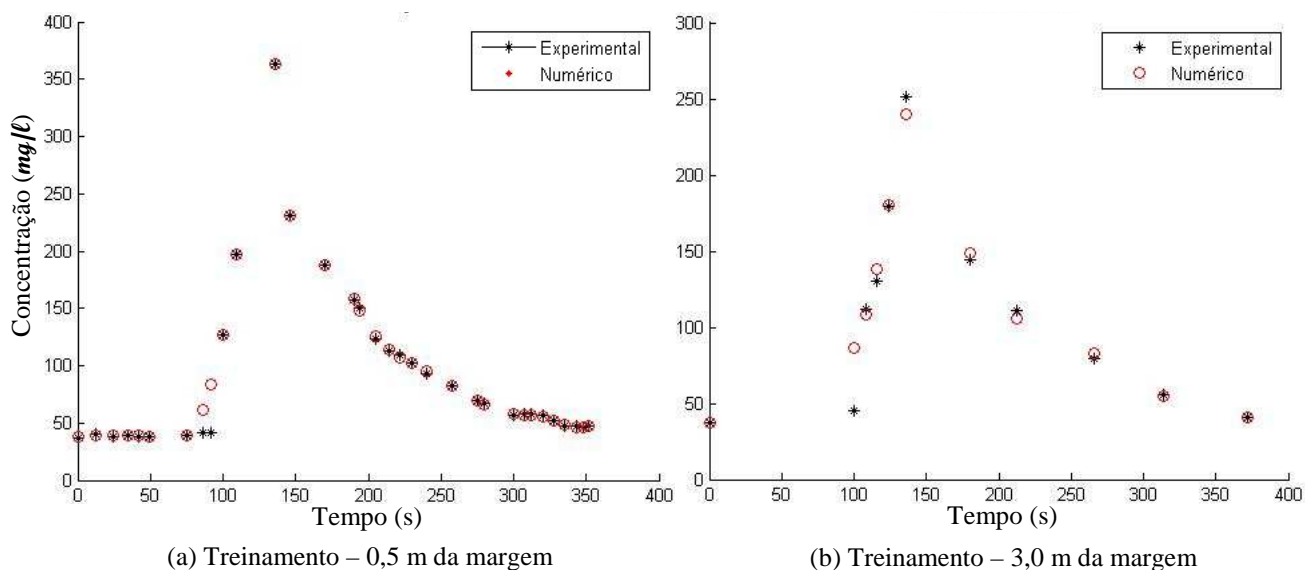 400
350
300
250
200
150
100
50
0
Concentração (mg/ℓ)
0 50 100 150 200 250 300 350 400
Tempo (s)
Experimental
Numérico
(a) Treinamento – 0,5 m da margem
300
250
200
150
100
50
0
0 50 100 150 200 250 300 350 400
Tempo (s)
Experimental
Numérico
(b) Treinamento – 3,0 m da margem